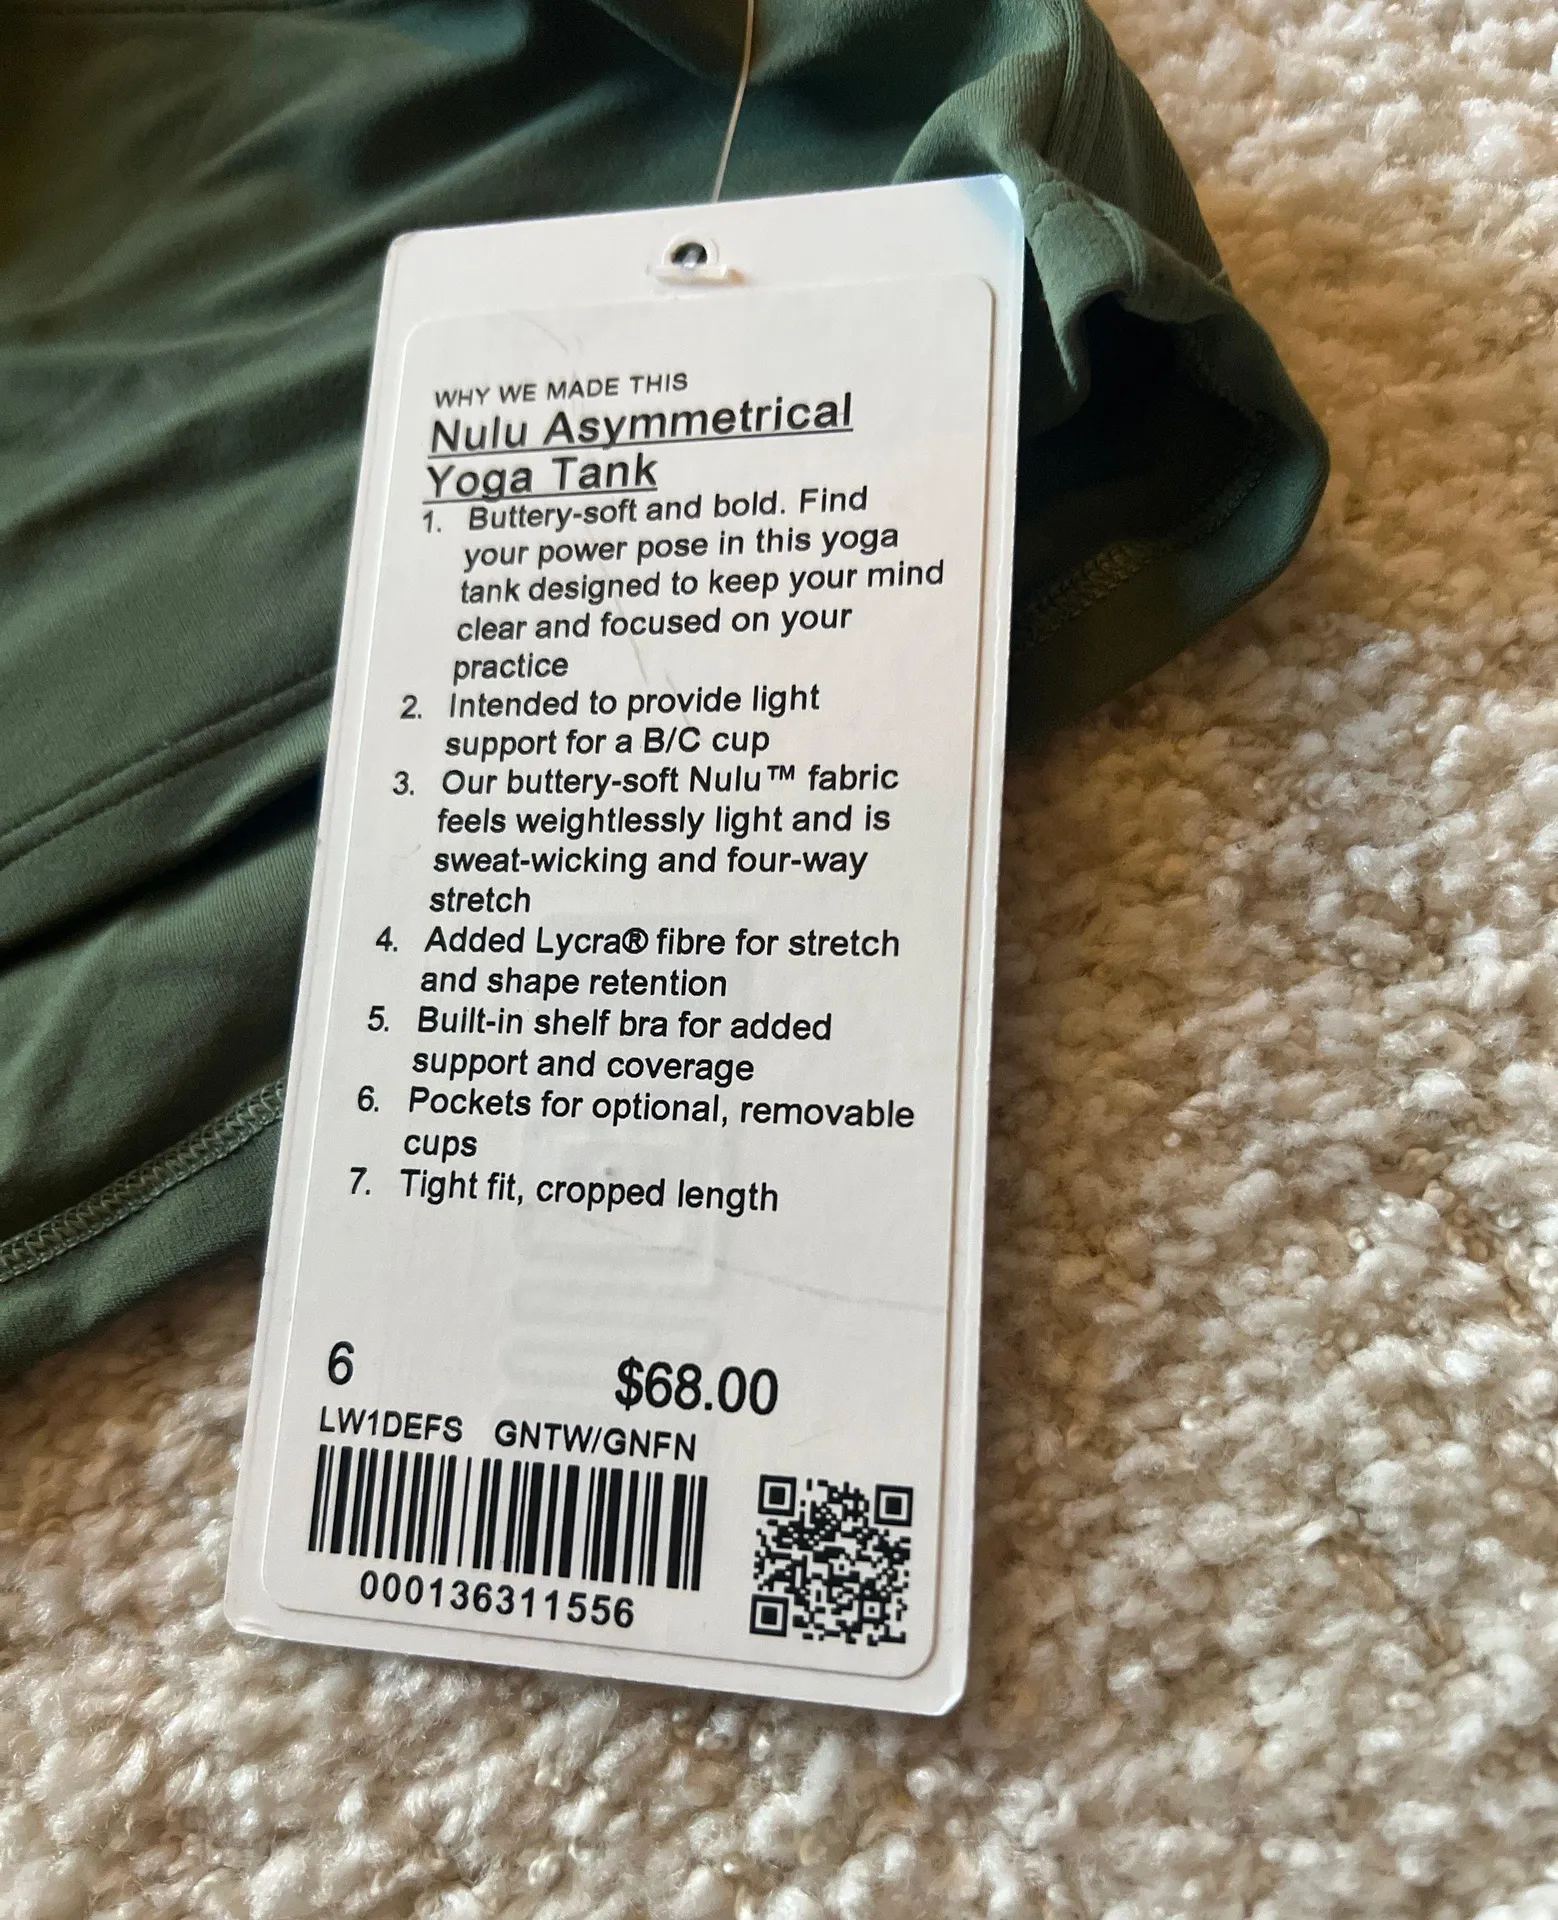 WHY WE MADE THIS
Nulu Asymmetrical
Yoga Tank
1. Buttery-soft and bold. Find
your power pose in this yoga
tank designed to keep your mind
clear and focused on your
practice
2. Intended to provide light
support for a B/C cup
3. Our buttery-soft Nulu™ fabric
feels weightlessly light and is
sweat-wicking and four-way
stretch
4. Added Lycra® fibre for stretch
and shape retention
5. Built-in shelf bra for added
support and coverage
6. Pockets for optional, removable
cups
7. Tight fit, cropped length
6 $68.00
LW1DEFS GNTW/GNFN
000136311556